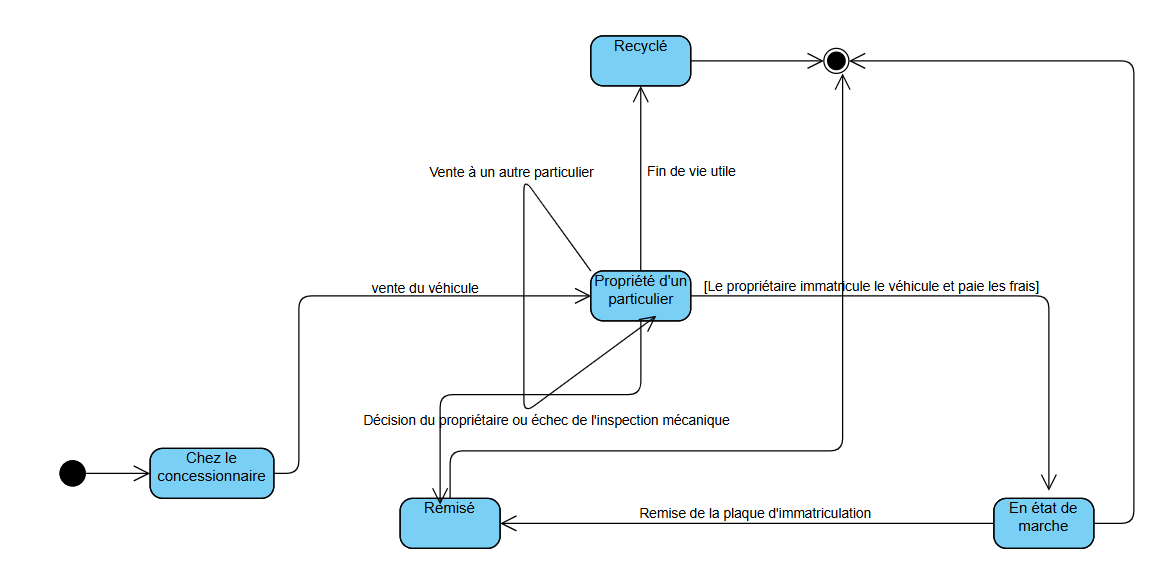 Recyclé
Vente à un autre particulier
Fin de vie utile
Propriété d'un
particulier
vente du véhicule
[Le propriétaire immatricule le véhicule et paie les frais]
Décision du propriétaire ou échec de l'inspection mécanique
Chez le
concessionnaire
Remisé
Remise de la plaque d'immatriculation
En état de
marche